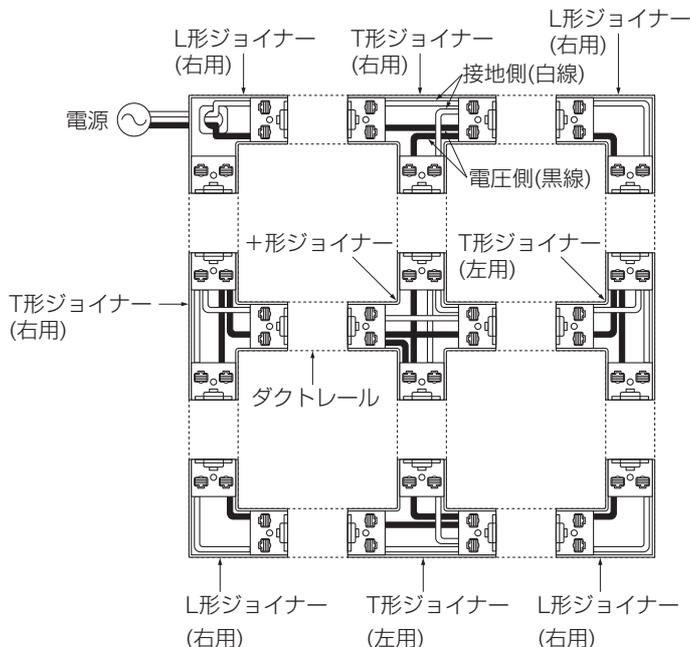 L形ジョイナー
(右用)
T形ジョイナー
(右用)
L形ジョイナー
(右用)
接地側(白線)
電源
電圧側(黒線)
+形ジョイナー
T形ジョイナー
(左用)
T形ジョイナー
(右用)
ダクトレール
L形ジョイナー
(右用)
T形ジョイナー
(左用)
L形ジョイナー
(右用)